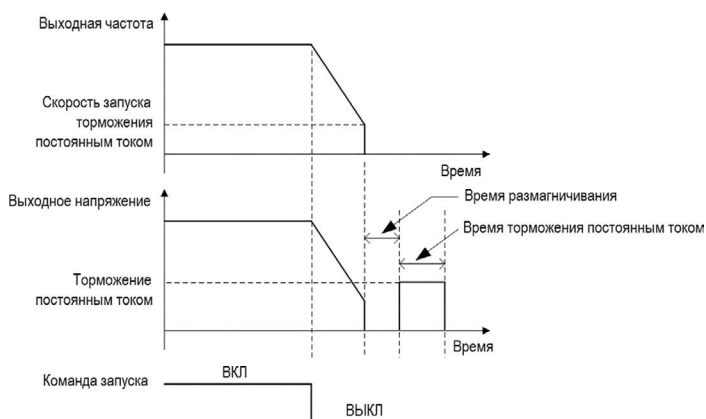 Выходная частота
Скорость запуска
торможения
постоянным током
Время
Выходное напряжение
Время размагничивания
Время торможения постоянным током
Торможение
постоянным током
Время
Команда запуска
ВКЛ
ВЫКЛ